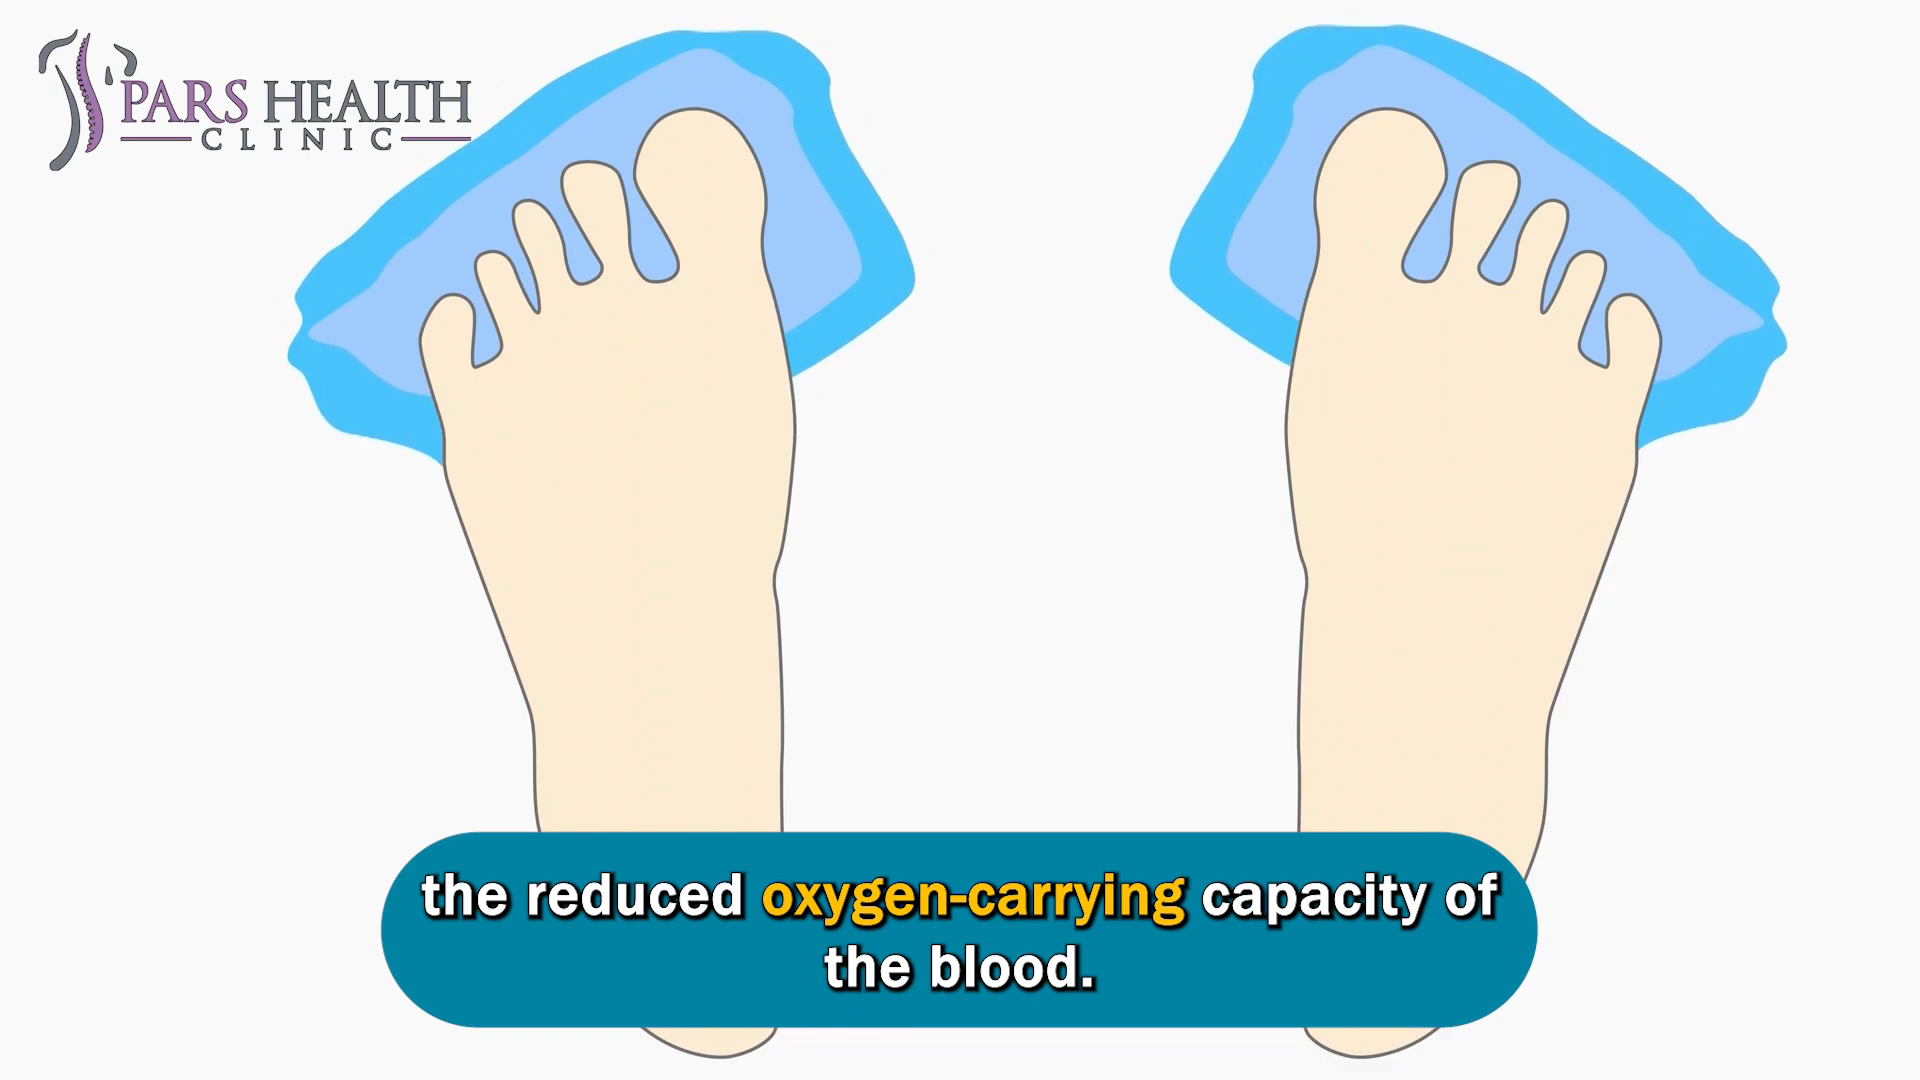 PARS HEALTH
CLINIC
the reduced oxygen-carrying capacity of
the blood.